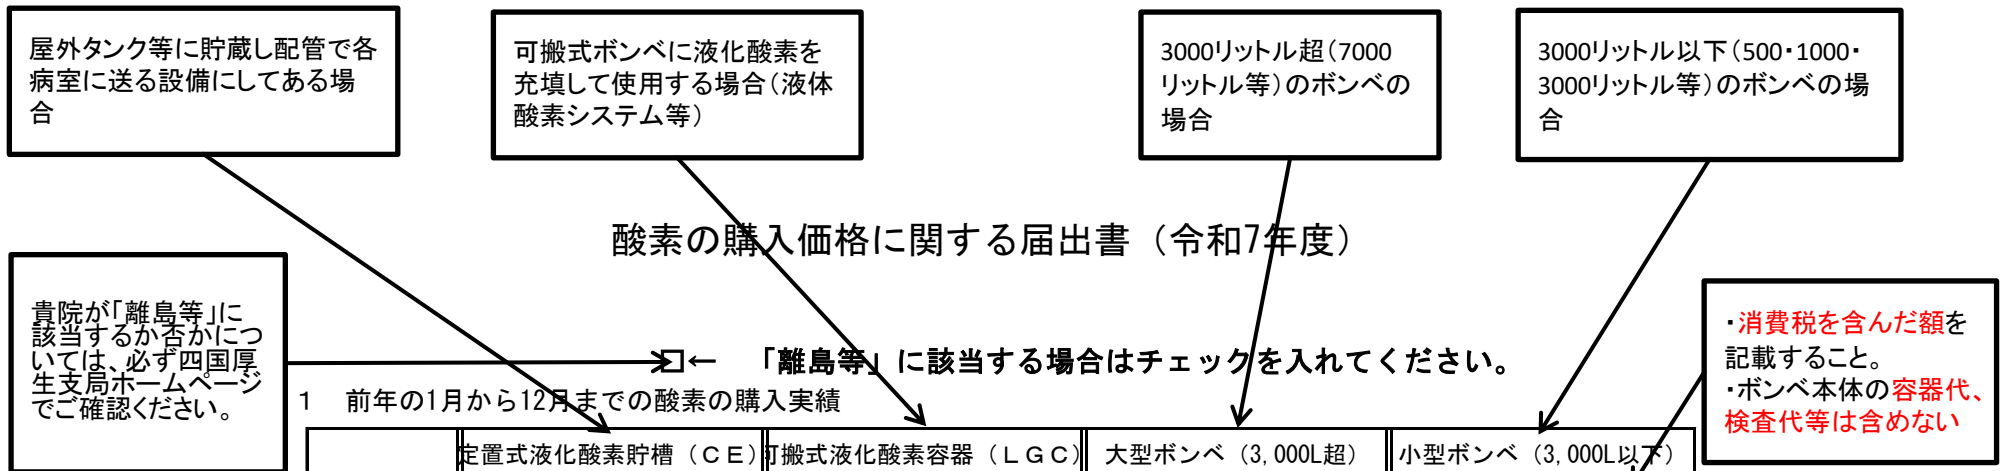 屋外タンク等に貯蔵し配管で各
病室に送る設備にしてある場
合
可搬式ボンベに液化酸素を
充填して使用する場合(液体
酸素システム等)
3000リットル超(7000
リットル等)のボンベの
場合
3000リットル以下(500・1000・
3000リットル等)のボンベの場
合
酸素の購入価格に関する届出書（令和7年度）
貴院が「離島等」に
該当するか否かにつ
いては、必ず四国厚
生支局ホームページ
でご確認ください。
□← 「離島等」に該当する場合はチェックを入れてください。
・消費税を含んだ額を
記載すること。
・ボンベ本体の容器代、
検査代等は含めない
1 前年の1月から12月までの酸素の購入実績
定置式液化酸素貯槽（ＣＥ） 可搬式液化酸素容器（ＬＧＣ） 大型ボンベ（3,000L超） 小型ボンベ（3,000L以下）